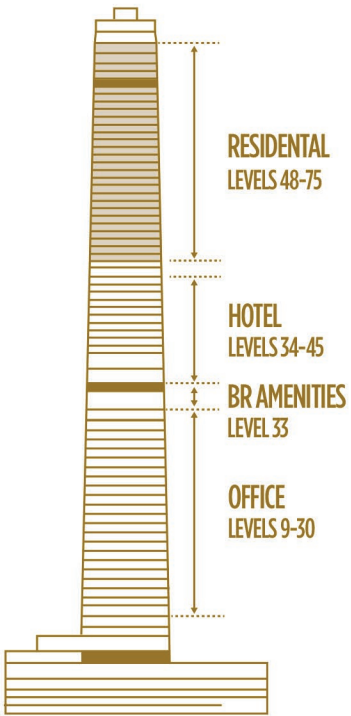 RESIDENTAL
LEVELS 48-75
HOTEL
LEVELS 34-45
BR AMENITIES
LEVEL 33
OFFICE
LEVELS 9-30